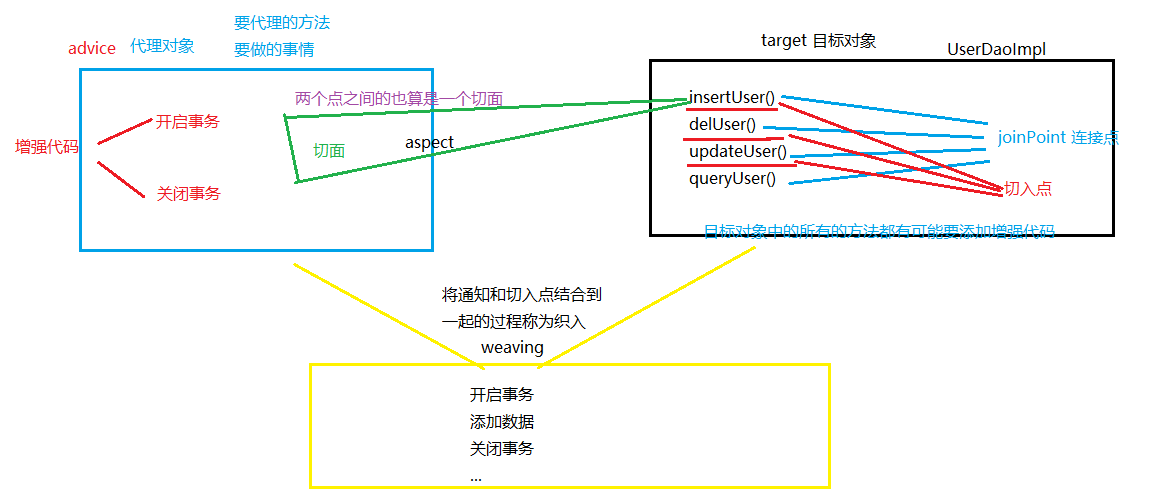 要代理的方法
要做的事情
advice
代理对象
target 目标对象
UserDaoImpl
两个点之间的也算是一个切面
增强代码
开启事务
关闭事务
切面
aspect
insertUser()
delUser()
updateUser()
queryUser()
joinPoint 连接点
切入点
目标对象中的所有的方法都有可能要添加增强代码
将通知和切入点结合到
一起的过程称为织入
weaving
开启事务
添加数据
关闭事务
...